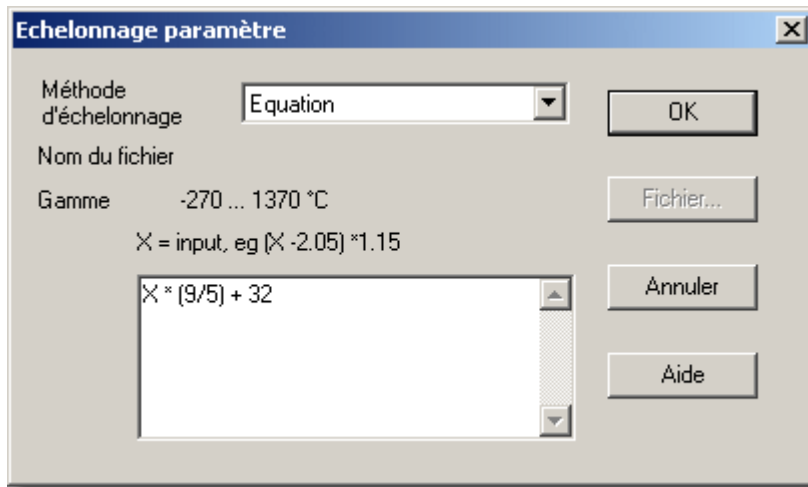 Echelonnage paramètre
Méthode
d'échelonnage
Equation
OK
Nom du fichier
Gamme -270 ... 1370 °C
Fichier...
X = input, eg (X -2.05) *1.15
X * (9/5) + 32
Annuler
Aide